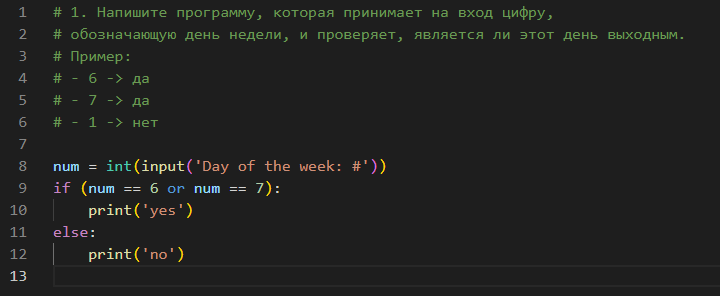 1 # 1. Напишите программу, которая принимает на вход цифру,
2 # обозначающую день недели, и проверяет, является ли этот день выходным.
3 # Пример:
4 # - 6 -> да
5 # - 7 -> да
6 # - 1 -> нет
7
8 num = int(input('Day of the week: #'))
9 if (num == 6 or num == 7):
10     print('yes')
11 else:
12     print('no')
13